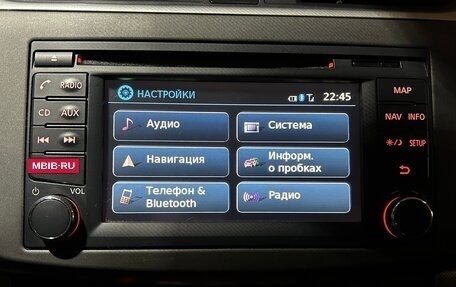 RADIO
CD AUX
MBIB-RU
VOL
НАСТРОЙКИ
22:45
Аудио
Система
Навигация
Информ.
о пробках
Телефон &
Bluetooth
Радио
MAP
NAV INFO
SETUP